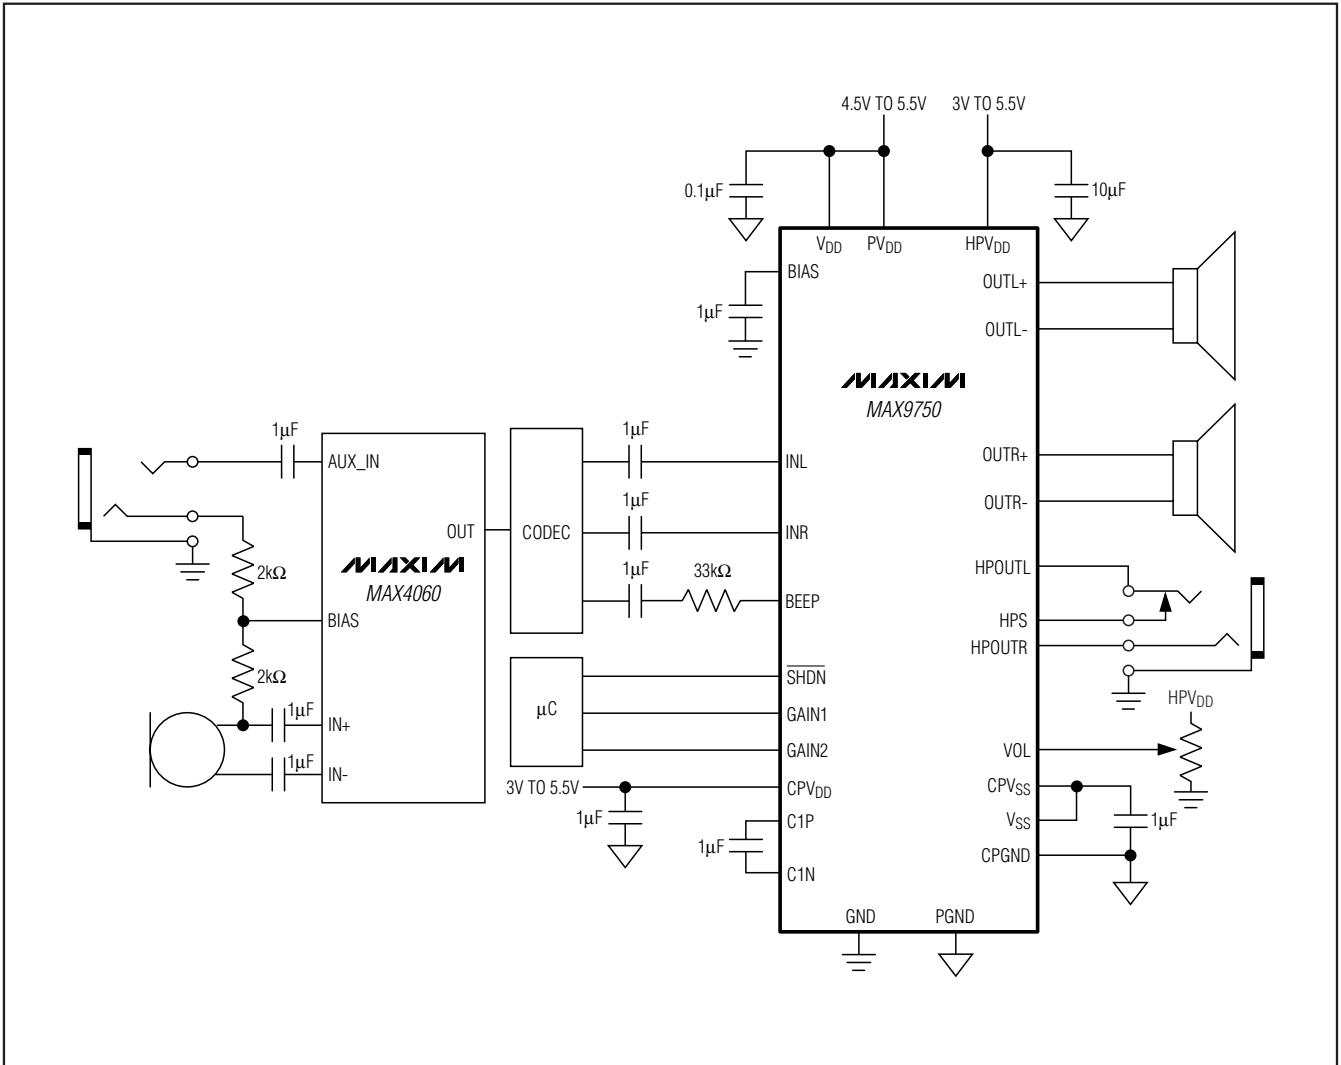 4.5V TO 5.5V
3V TO 5.5V
0.1μF
10μF
VDD
PVDD
HPVDD
BIAS
1μF
OUTL+
OUTL-
MAXIM
MAX9750
1μF
AUX_IN
OUT
MAXIM
MAX4060
2kΩ
BIAS
2kΩ
1μF
IN+
1μF
IN-
CODEC
1μF
INL
1μF
INR
1μF
33kΩ
BEEP
OUTR+
OUTR-
HPOUTL
HPS
HPOUTR
μC
SHDN
GAIN1
GAIN2
HPVDD
VOL
3V TO 5.5V
CPVDD
1μF
C1P
1μF
C1N
CPVSS
VSS
1μF
CPGND
GND
PGND